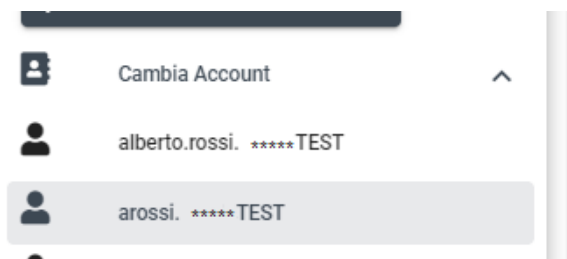 Cambia Account
alberto.rossi. *****TEST
arossi. *****TEST